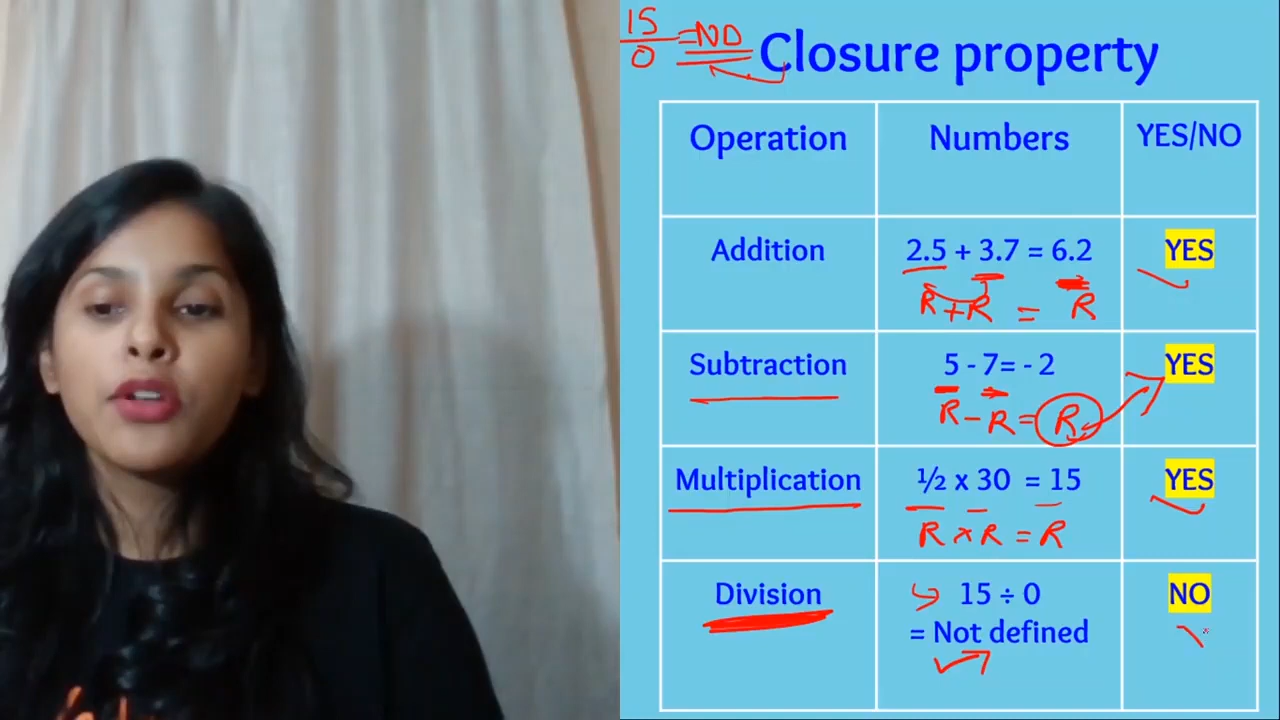 15
0
=ND
Closure property
Operation Numbers YES/NO
Addition 2.5 + 3.7 = 6.2 YES
R+R = R
Subtraction 5 - 7= - 2 YES
R-R=R
Multiplication ½ x 30 = 15 YES
R×R=R
Division 15 ÷ 0 NO
= Not defined